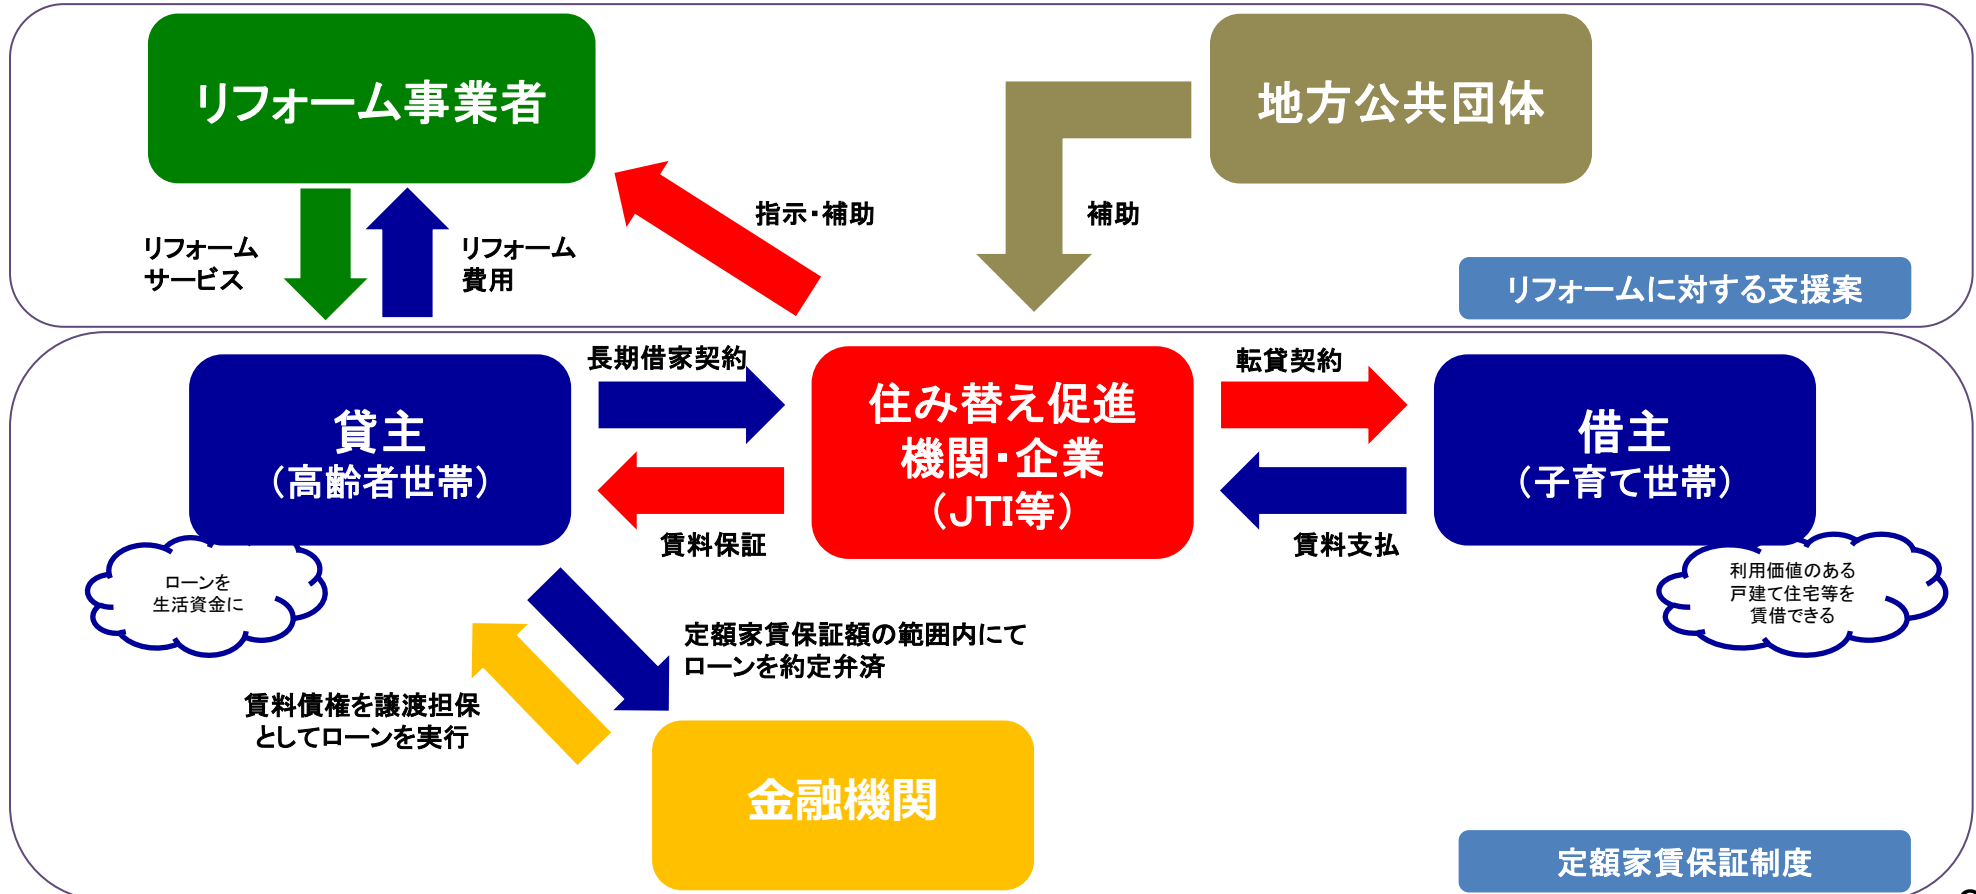 リフォーム事業者
地方公共団体
指示・補助
補助
リフォーム
サービス
リフォーム
費用
リフォームに対する支援案
長期借家契約
転貸契約
貸主
（高齢者世帯）
住み替え促進
機関・企業
（JTI等）
借主
（子育て世帯）
賃料保証
賃料支払
ローンを
生活資金に
利用価値のある
戸建て住宅等を
賃借できる
定額家賃保証額の範囲内にて
ローンを約定弁済
賃料債権を譲渡担保
としてローンを実行
金融機関
定額家賃保証制度